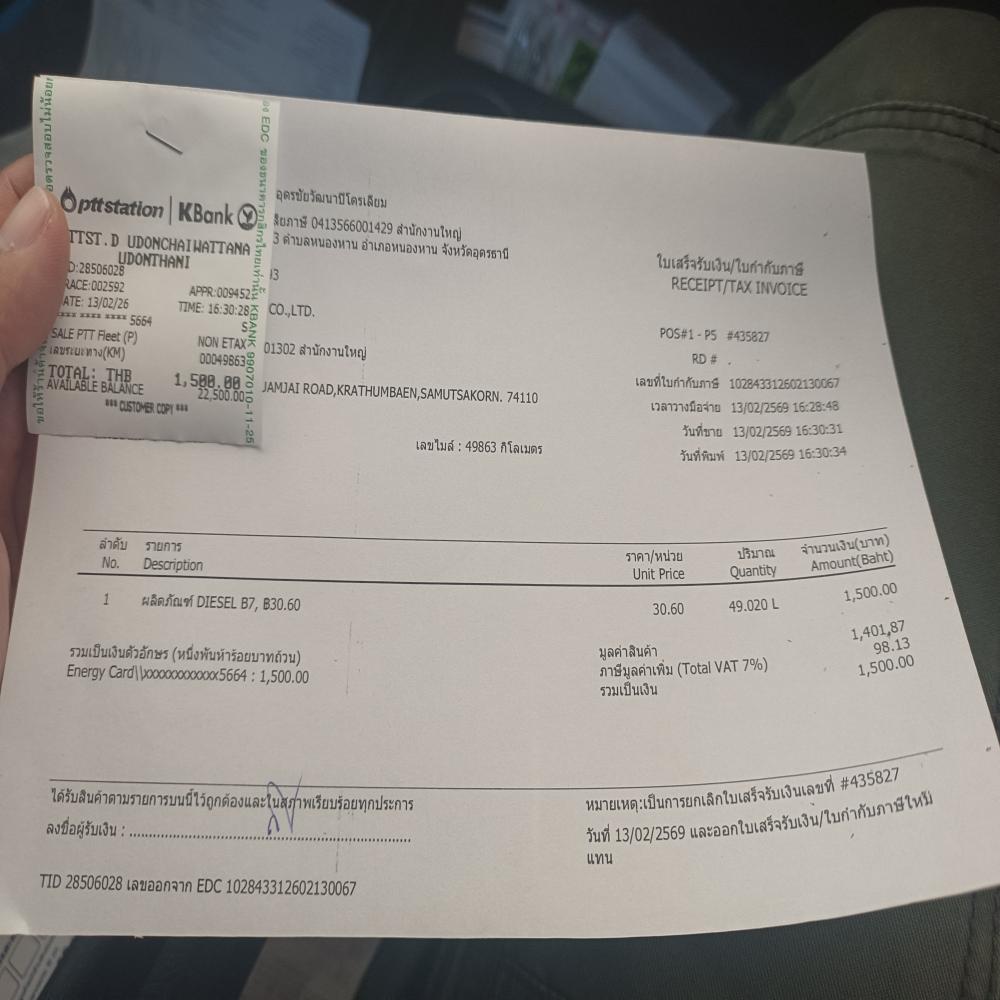 pttstation | KBank
TTST.D UDONCHAIWATTANA
UDONTHANI
D:28506028
RACE:002592 APPR:009452
ATE: 13/02/26 TIME: 16:30:28
**** **** **** 5664 S
SALE PTT Fleet (P) NON ETAX
เลขระยะทาง(KM) 00049863
TOTAL: THB 1,500.00
AVAILABLE BALANCE 22,500.00
*** CUSTOMER COPY ***
KBANK 9907010-11-25
อุดรชัยวัฒนาปิโตรเลียม
สียภาษี 0413566001429 สำนักงานใหญ่
3 ตำบลหนองหาน อำเภอหนองหาน จังหวัดอุดรธานี
CO.,LTD.
01302 สำนักงานใหญ่
JAMJAI ROAD,KRATHUMBAEN,SAMUTSAKORN. 74110
เลขไมล์ : 49863 กิโลเมตร
ใบเสร็จรับเงิน/ใบกำกับภาษี
RECEIPT/TAX INVOICE
POS#1 - P5 #435827
RD # .
เลขที่ใบกำกับภาษี 102843312602130067
เวลาวางมือจ่าย 13/02/2569 16:28:48
วันที่ขาย 13/02/2569 16:30:31
วันที่พิมพ์ 13/02/2569 16:30:34
ลำดับ รายการ ราคา/หน่วย ปริมาณ จำนวนเงิน(บาท)
No. Description Unit Price Quantity Amount(Baht)
1 ผลิตภัณฑ์ DIESEL B7, ฿30.60 30.60 49.020 L 1,500.00
มูลค่าสินค้า 1,401.87
รวมเป็นเงินตัวอักษร (หนึ่งพันห้าร้อยบาทถ้วน) ภาษีมูลค่าเพิ่ม (Total VAT 7%) 98.13
Energy Card\\xxxxxxxxxxxx5664 : 1,500.00 รวมเป็นเงิน 1,500.00
ได้รับสินค้าตามรายการบนนี้ไว้ถูกต้องและในสภาพเรียบร้อยทุกประการ
ลงชื่อผู้รับเงิน : ........................................................
หมายเหตุ:เป็นการยกเลิกใบเสร็จรับเงินเลขที่ #435827
วันที่ 13/02/2569 และออกใบเสร็จรับเงิน/ใบกำกับภาษีใหม่
แทน
TID 28506028 เลขออกจาก EDC 102843312602130067